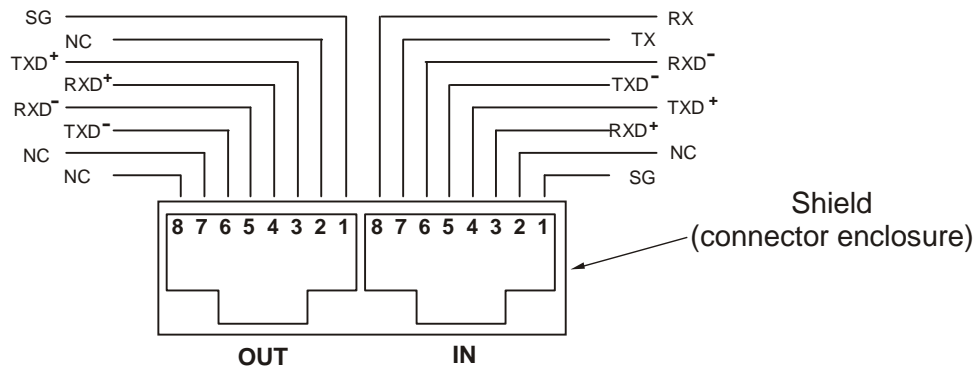 SG
NC
TXD+
RXD+
RXD-
TXD-
NC
NC
RX
TX
RXD-
TXD-
TXD+
RXD+
NC
SG
8 7 6 5 4 3 2 1
8 7 6 5 4 3 2 1
Shield
(connector enclosure)
OUT
IN